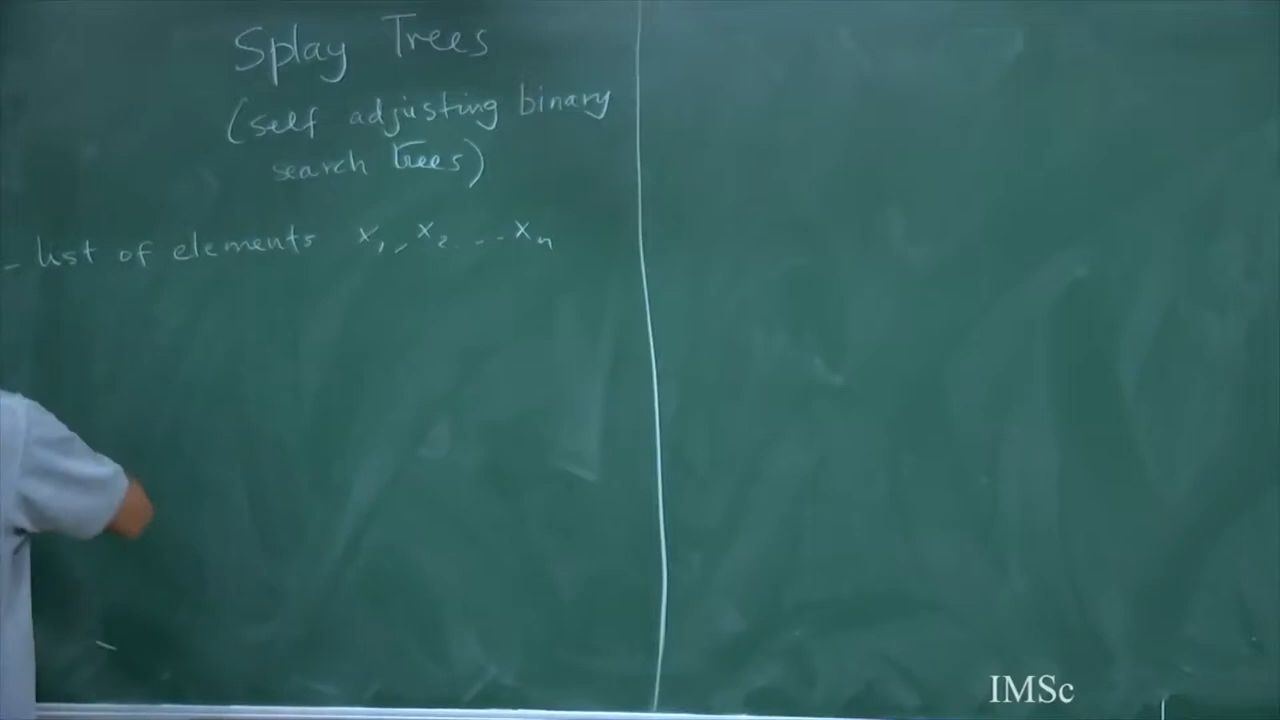 Splay Trees
(self adjusting binary
search trees)
- list of elements x₁, x₂ ... xₙ
IMSc